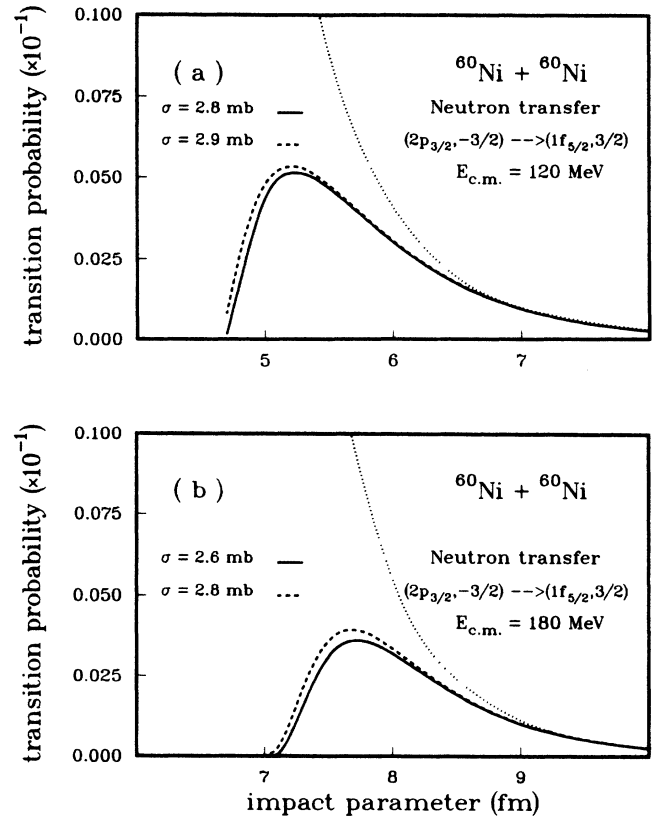 transition probability (×10⁻¹)
0.100
0.075
0.050
0.025
0.000
( a )
⁶⁰Ni + ⁶⁰Ni
σ = 2.8 mb
σ = 2.9 mb
Neutron transfer
(2p₃/₂,−3/2) −−>(1f₅/₂,3/2)
E_c.m. = 120 MeV
5 6 7
transition probability (×10⁻¹)
0.100
0.075
0.050
0.025
0.000
( b )
⁶⁰Ni + ⁶⁰Ni
σ = 2.6 mb
σ = 2.8 mb
Neutron transfer
(2p₃/₂,−3/2) −−>(1f₅/₂,3/2)
E_c.m. = 180 MeV
7 8 9
impact parameter (fm)